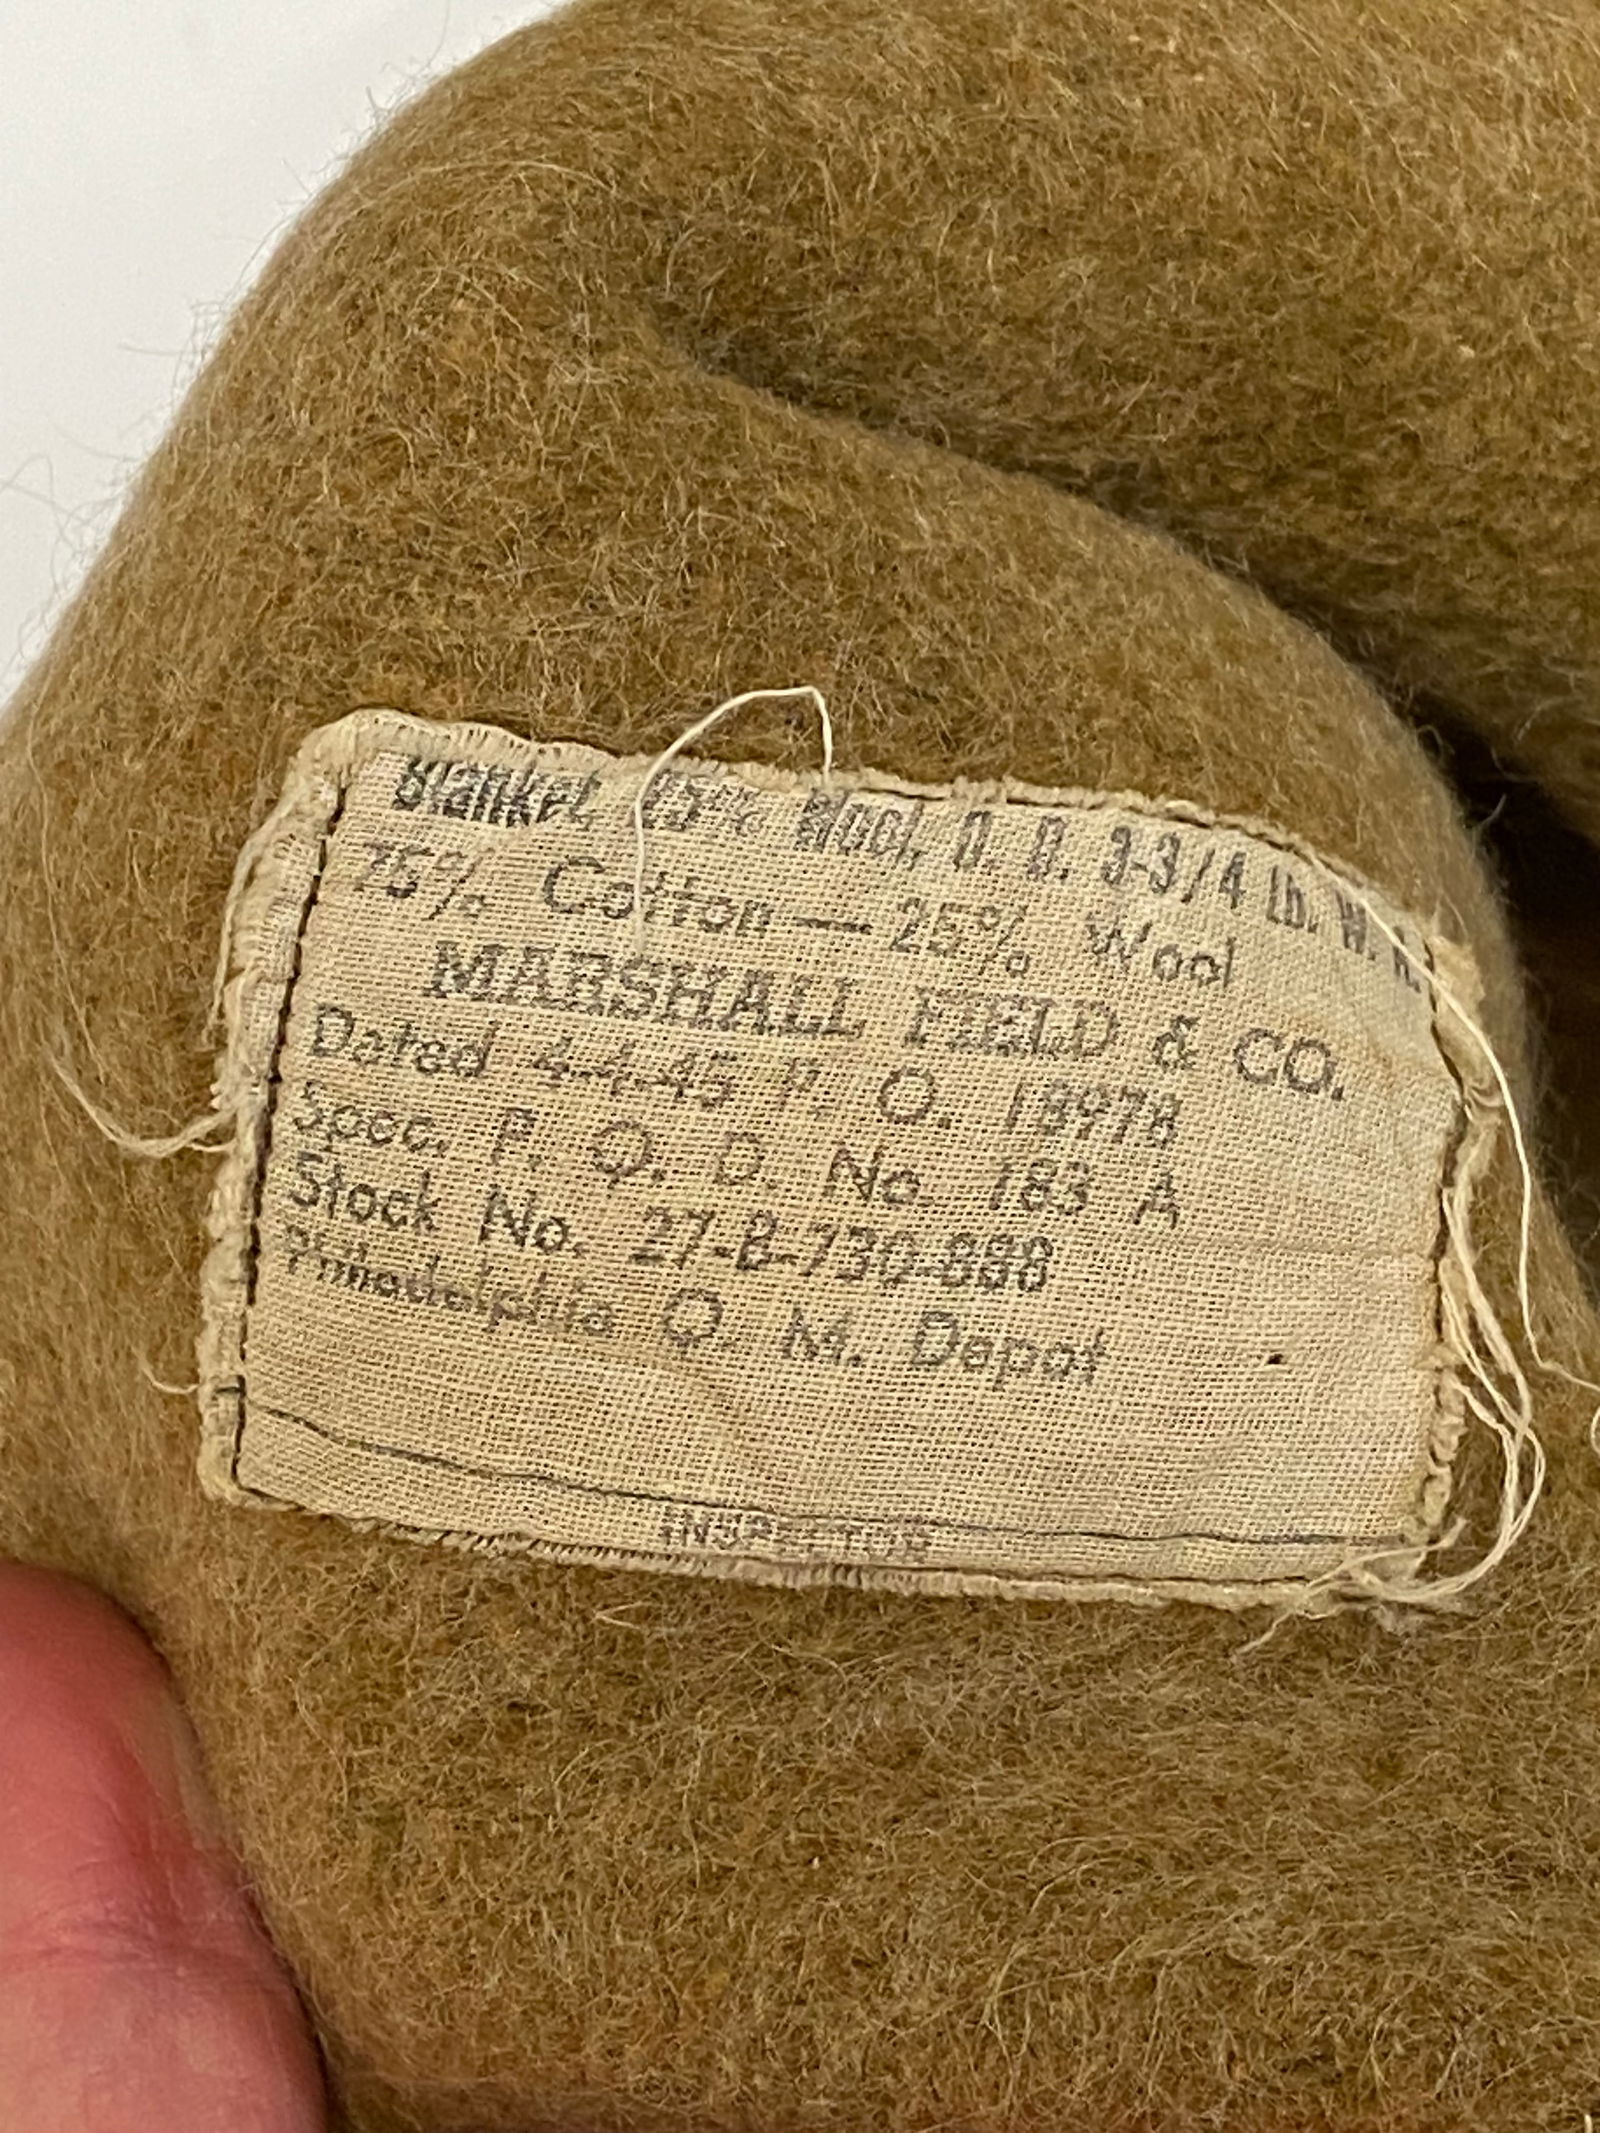 Blanket, 25% Wool, O. D. 3-3/4 lb. W. R.
75% Cotton — 25% Wool
MARSHALL FIELD & CO.
Dated 4-4-45 P. O. 18978
Spec. P. Q. D. No. 183 A
Stock No. 27-B-730-888
Philadelphia Q. M. Depot
INSPECTOR